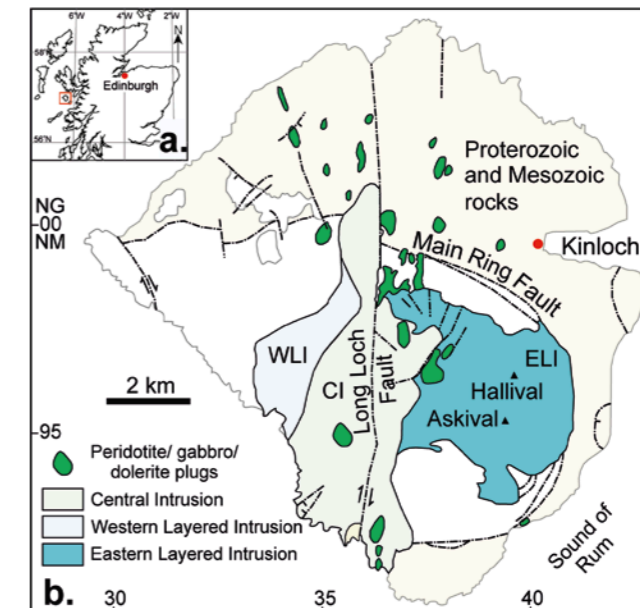 6°W 4°W 2°W
58°N
N
Edinburgh
56°N
a.
Proterozoic
and Mesozoic
rocks
NG
00
NM
Kinloch
Main Ring Fault
WLI
ELI
Hallival
CI
Long Loch
Fault
Askival
2 km
95
Peridotite/ gabbro/
dolerite plugs
Central Intrusion
Western Layered Intrusion
Eastern Layered Intrusion
Sound of
Rum
b.
30 35 40